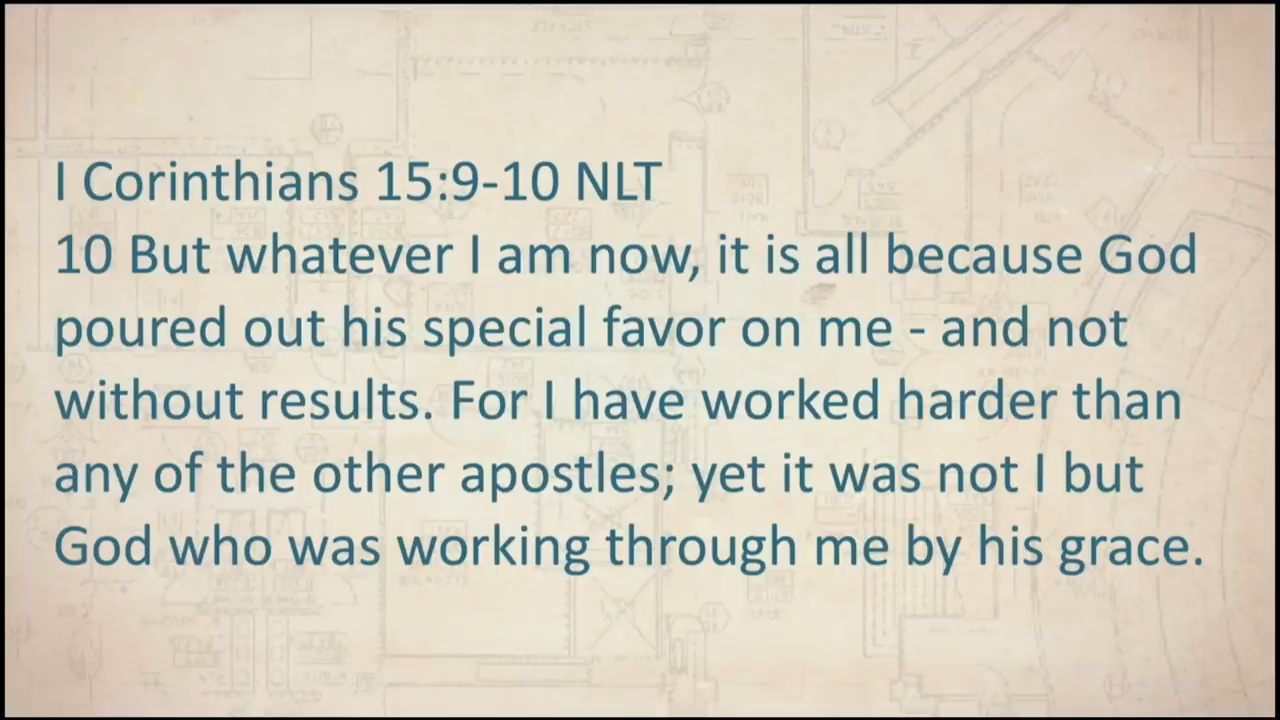 I Corinthians 15:9-10 NLT
10 But whatever I am now, it is all because God
poured out his special favor on me - and not
without results. For I have worked harder than
any of the other apostles; yet it was not I but
God who was working through me by his grace.